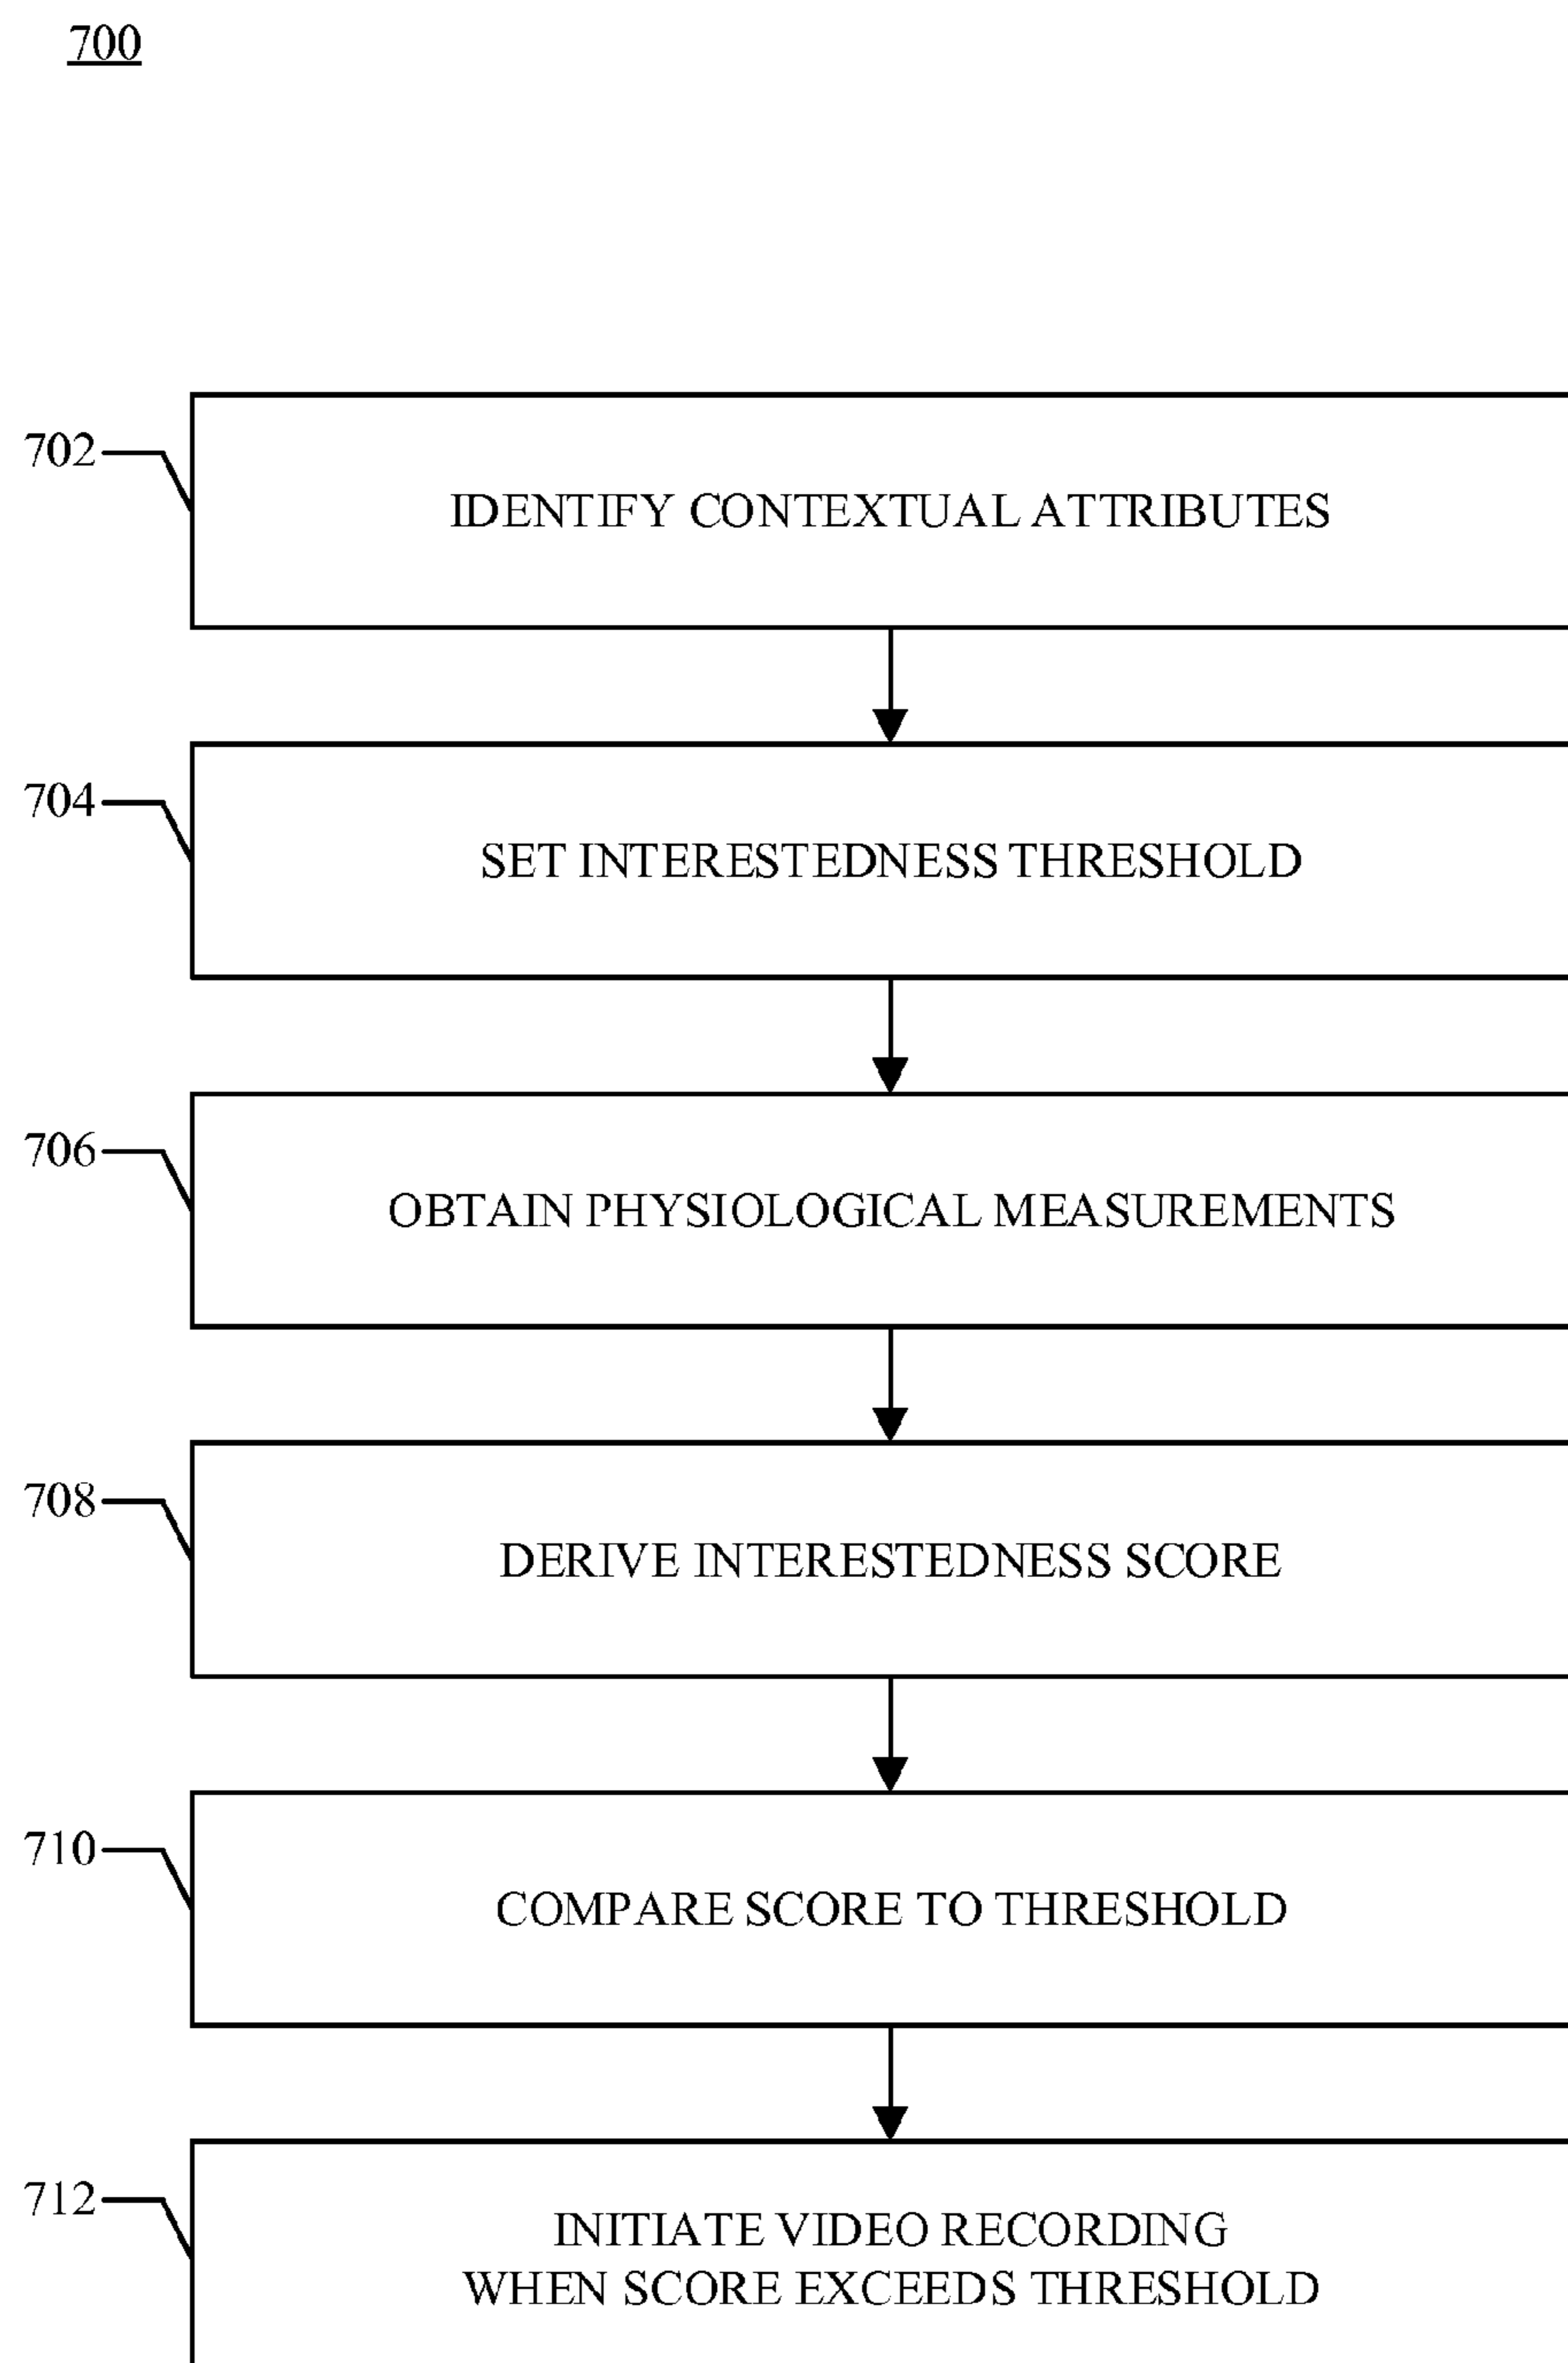 700
702
IDENTIFY CONTEXTUAL ATTRIBUTES
704
SET INTERESTEDNESS THRESHOLD
706
OBTAIN PHYSIOLOGICAL MEASUREMENTS
708
DERIVE INTERESTEDNESS SCORE
710
COMPARE SCORE TO THRESHOLD
712
INITIATE VIDEO RECORDING
WHEN SCORE EXCEEDS THRESHOLD